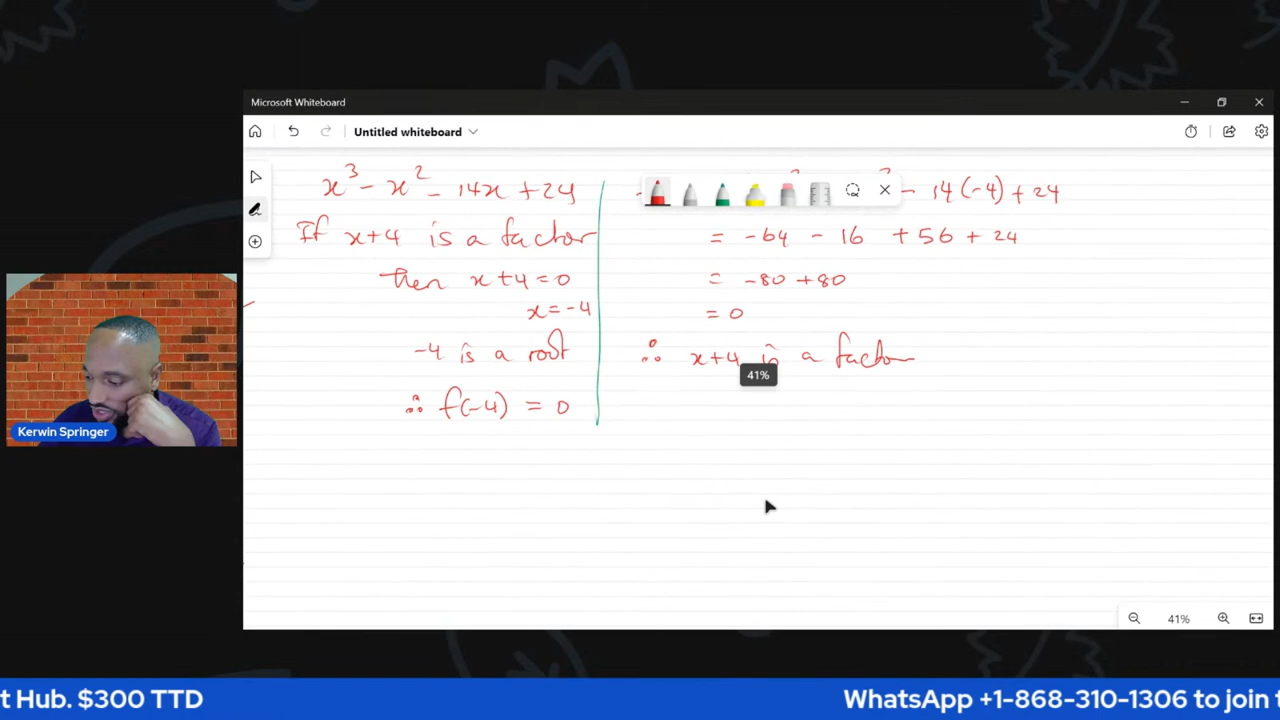 Microsoft Whiteboard
Untitled whiteboard
x³ - x² - 14x + 24
If x+4 is a factor
then x+4 = 0
x = -4
-4 is a root
∴ f(-4) = 0
- 14(-4) + 24
= -64 - 16 + 56 + 24
= -80 + 80
= 0
∴ x+4 is a factor
41%
Kerwin Springer
41%
t Hub. $300 TTD
WhatsApp +1-868-310-1306 to join t